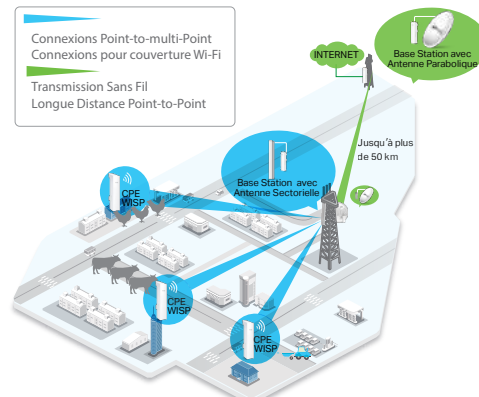 Connexions Point-to-multi-Point
Connexions pour couverture Wi-Fi
Transmission Sans Fil
Longue Distance Point-to-Point
INTERNET
Base Station avec
Antenne Parabolique
Jusqu'à plus
de 50 km
Base Station avec
Antenne Sectorielle
CPE
WISP
CPE
WISP
CPE
WISP